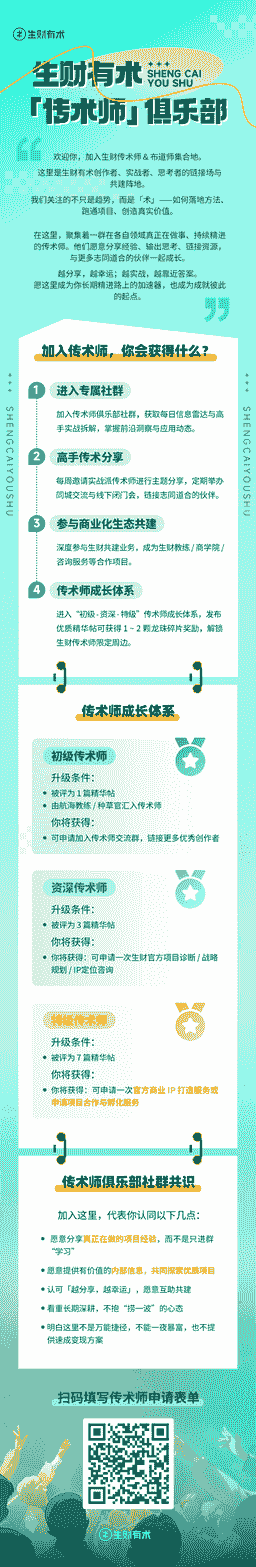 生财有术
生财有术 SHENG CAI
YOU SHU
「传术师」俱乐部
欢迎你，加入生财传术师 & 布道师集合地。
这里是生财有术创作者、实战者、思考者的链接场与
共建阵地。
我们关注的不只是趋势，而是「术」——如何落地方法、
跑通项目、创造真实价值。
在这里，聚集着一群在各自领域真正在做事、持续精进
的传术师。他们愿意分享经验、输出思考、链接资源，
与更多志同道合的伙伴一起成长。
越分享，越幸运；越实战，越靠近答案。
愿这里成为你长期精进路上的加速器，也成为成就彼此
的起点。
加入传术师，你会获得什么？
SHENGCAIYOUSHU
SHENGCAIYOUSHU
1 进入专属社群
加入传术师俱乐部社群，获取每日信息雷达与高
手实战拆解，掌握前沿洞察与应用动态。
2 高手传术分享
每周邀请实战派传术师进行主题分享，定期举办
同城交流与线下闭门会，链接志同道合的伙伴。
3 参与商业化生态共建
深度参与生财共建业务，成为生财教练 / 商学院 /
咨询服务等合作项目。
4 传术师成长体系
进入“初级 - 资深 - 特级”传术师成长体系，发布
优质精华帖可获得 1 – 2 颗龙珠碎片奖励，解锁
生财传术师限定周边。
传术师成长体系
初级传术师
升级条件：
被评为 1 篇精华帖
由航海教练 / 种草官汇入传术师
你将获得：
可申请加入传术师交流群，链接更多优秀创作者
资深传术师
升级条件：
被评为 3 篇精华帖
你将获得：
你将获得：可申请一次生财官方项目诊断 / 战略
规划 / IP定位咨询
特级传术师
升级条件：
被评为 7 篇精华帖
你将获得：
你将获得：可申请一次官方商业 IP 打造服务或
申请项目合作与孵化服务
传术师俱乐部社群共识
加入这里，代表你认同以下几点：
愿意分享真正在做的项目经验，而不是只进群
“学习”
愿意提供有价值的内部信息，共同探索优质项目
认可「越分享，越幸运」，愿意互助共建
看重长期深耕，不抱“捞一波”的心态
明白这里不是万能捷径，不能一夜暴富，也不提
供速成变现方案
扫码填写传术师申请表单
生财有术